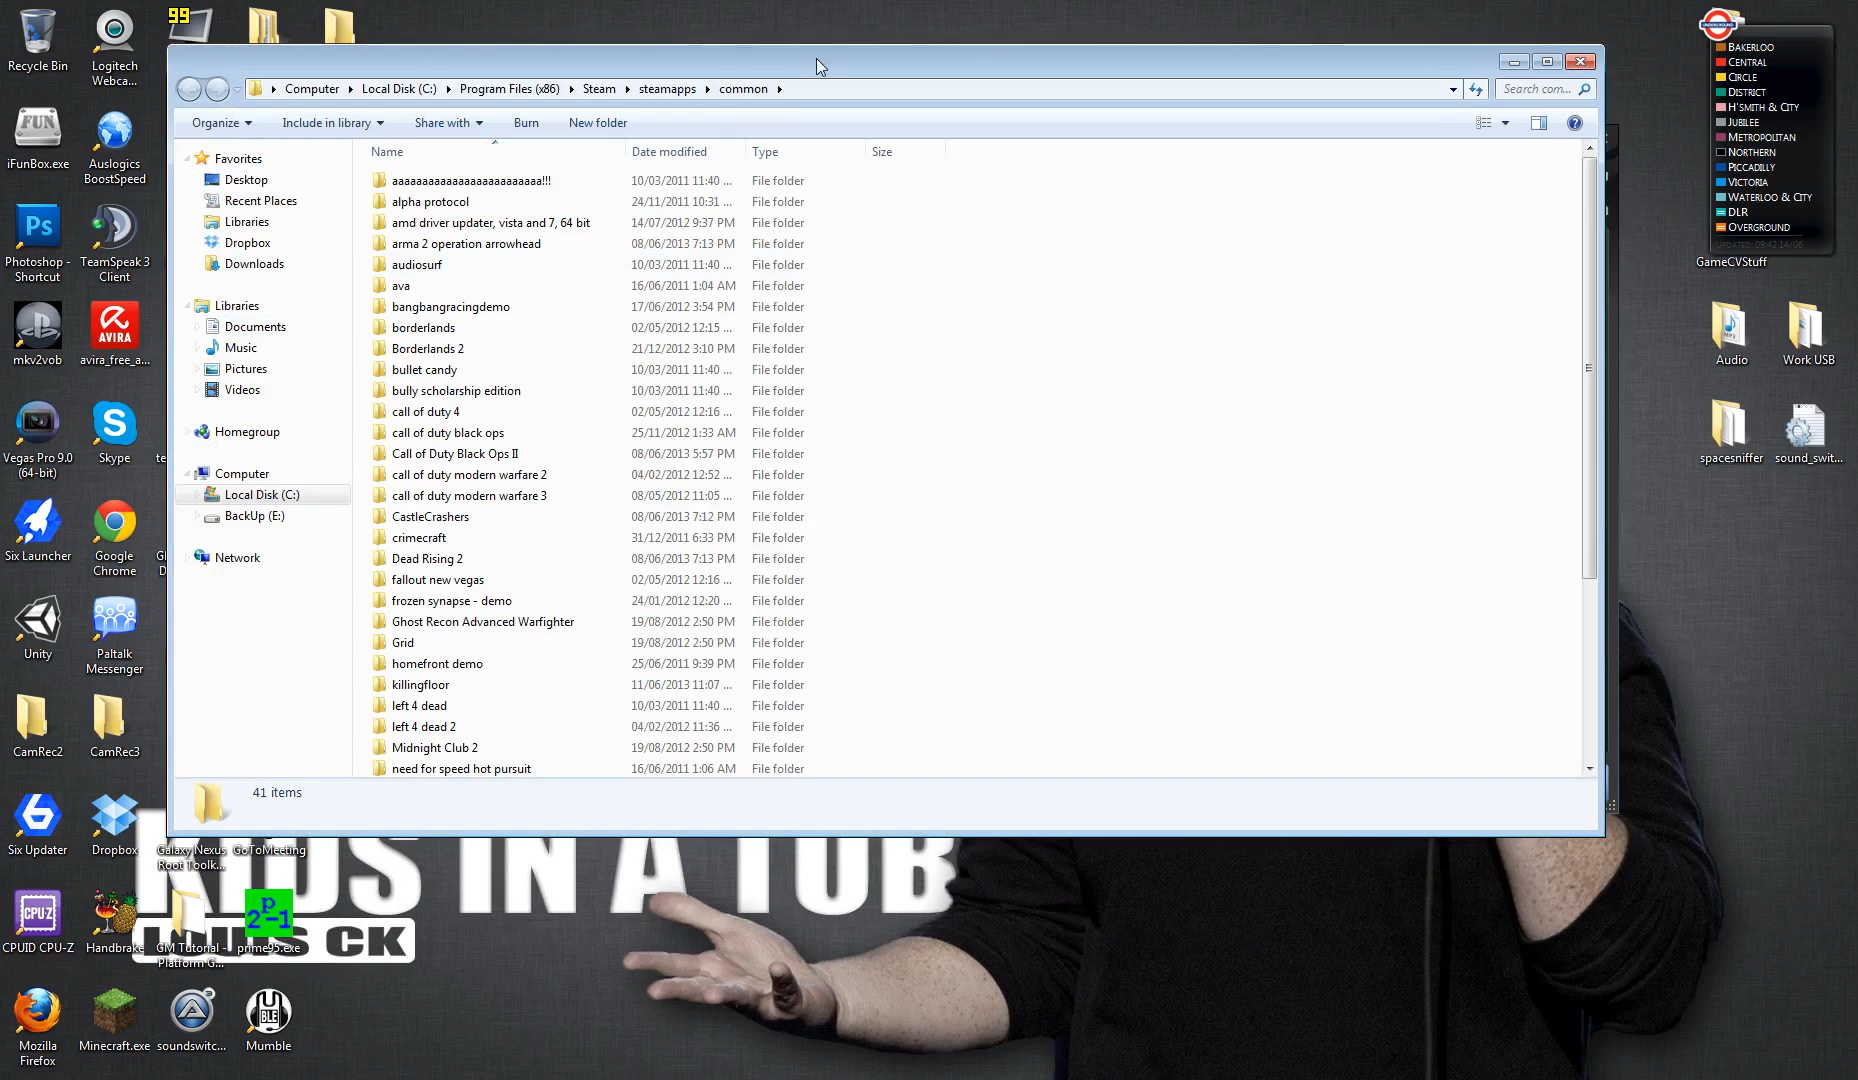 99
Recycle Bin
Logitech
Webca...
iFunBox.exe
Auslogics
BoostSpeed
Photoshop -
Shortcut
TeamSpeak 3
Client
mkv2vob
avira_free_a...
Vegas Pro 9.0
(64-bit)
Skype
Six Launcher
Google
Chrome
Unity
Paltalk
Messenger
CamRec2
CamRec3
Six Updater
Dropbox
Galaxy Nexus
Root Toolk...
GoToMeeting
CPUID CPU-Z
Handbrake
GM Tutorial -
Platform G...
prime95.exe
Mozilla
Firefox
Minecraft.exe
soundswitc...
Mumble
Computer
Local Disk (C:)
Program Files (x86)
Steam
steamapps
common
Search com...
Organize
Include in library
Share with
Burn
New folder
Favorites
Desktop
Recent Places
Libraries
Dropbox
Downloads
Libraries
Documents
Music
Pictures
Videos
Homegroup
Computer
Local Disk (C:)
BackUp (E:)
Network
Name Date modified Type Size
aaaaaaaaaaaaaaaaaaaaaaaaa!!! 10/03/2011 11:40 ... File folder
alpha protocol 24/11/2011 10:31 ... File folder
amd driver updater, vista and 7, 64 bit 14/07/2012 9:37 PM File folder
arma 2 operation arrowhead 08/06/2013 7:13 PM File folder
audiosurf 10/03/2011 11:40 ... File folder
ava 16/06/2011 1:04 AM File folder
bangbangracingdemo 17/06/2012 3:54 PM File folder
borderlands 02/05/2012 12:15 ... File folder
Borderlands 2 21/12/2012 3:10 PM File folder
bullet candy 10/03/2011 11:40 ... File folder
bully scholarship edition 10/03/2011 11:40 ... File folder
call of duty 4 02/05/2012 12:16 ... File folder
call of duty black ops 25/11/2012 1:33 AM File folder
Call of Duty Black Ops II 08/06/2013 5:57 PM File folder
call of duty modern warfare 2 04/02/2012 12:52 ... File folder
call of duty modern warfare 3 08/05/2012 11:05 ... File folder
CastleCrashers 08/06/2013 7:12 PM File folder
crimecraft 31/12/2011 6:33 PM File folder
Dead Rising 2 08/06/2013 7:13 PM File folder
fallout new vegas 02/05/2012 12:16 ... File folder
frozen synapse - demo 24/01/2012 12:20 ... File folder
Ghost Recon Advanced Warfighter 19/08/2012 2:50 PM File folder
Grid 19/08/2012 2:50 PM File folder
homefront demo 25/06/2011 9:39 PM File folder
killingfloor 11/06/2013 11:07 ... File folder
left 4 dead 10/03/2011 11:40 ... File folder
left 4 dead 2 04/02/2012 11:36 ... File folder
Midnight Club 2 19/08/2012 2:50 PM File folder
need for speed hot pursuit 16/06/2011 1:06 AM File folder
41 items
KIDS IN A TUB
LOUIS CK
UNDERGROUND
BAKERLOO
CENTRAL
CIRCLE
DISTRICT
H'SMITH & CITY
JUBILEE
METROPOLITAN
NORTHERN
PICCADILLY
VICTORIA
WATERLOO & CITY
DLR
OVERGROUND
UPDATED: 09:42 14/06
GameCVStuff
Audio
Work USB
spacesniffer
sound_swit...